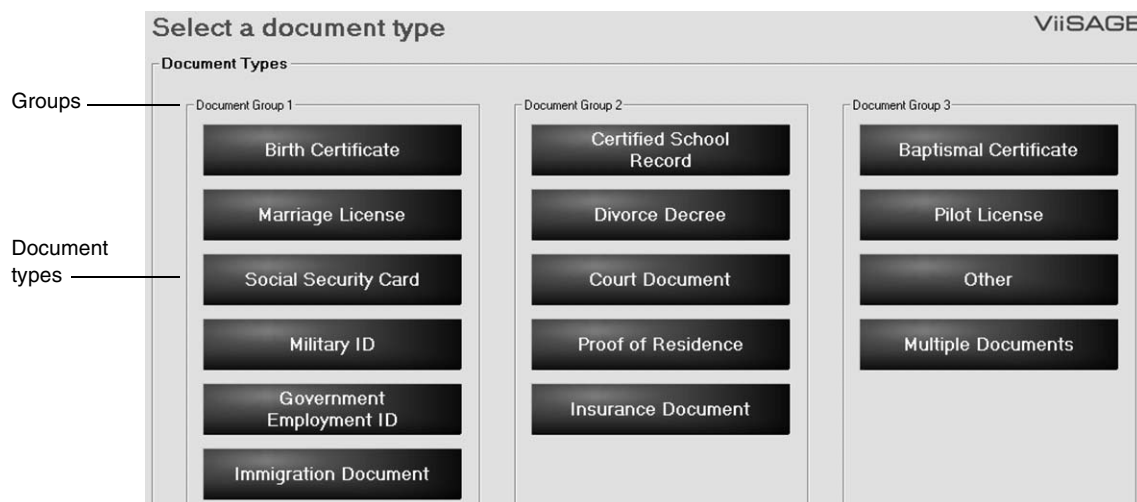 Select a document type
ViiSAGE
Document Types
Groups
Document Group 1
Birth Certificate
Marriage License
Document
types
Social Security Card
Military ID
Government
Employment ID
Immigration Document
Document Group 2
Certified School
Record
Divorce Decree
Court Document
Proof of Residence
Insurance Document
Document Group 3
Baptismal Certificate
Pilot License
Other
Multiple Documents